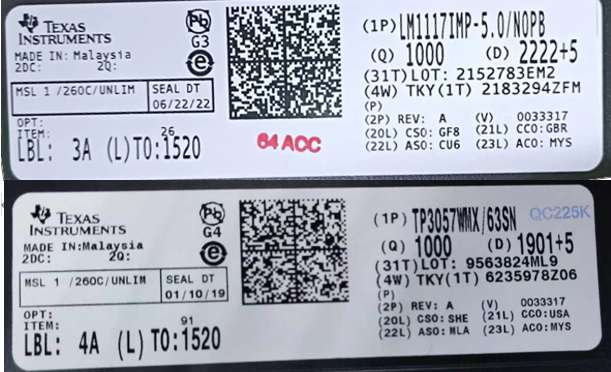 TEXAS
INSTRUMENTS
MADE IN: Malaysia
2DC: 2Q:
Pb
G3
e
MSL 1 /260C/UNLIM
SEAL DT
06/22/22
OPT:
ITEM:
26
LBL: 3A (L)TO:1520
64 ACC
(1P) LM1117IMP-5.0/NOPB
(Q) 1000 (D) 2222+5
(31T) LOT: 2152783EM2
(4W) TKY(1T) 2183294ZFM
(P)
(2P) REV: A (V) 0033317
(20L) CSO: GF8 (21L) CCO:GBR
(22L) ASO: CU6 (23L) ACO: MYS
TEXAS
INSTRUMENTS
MADE IN:Malaysia
2DC: 2Q:
Pb
G4
e
MSL 1 /260C/UNLIM
SEAL DT
01/10/19
OPT:
ITEM:
91
LBL: 4A (L) TO:1520
(1P) TP3057WMX/63SN QC225K
(Q) 1000 (D) 1901+5
(31T) LOT: 9563824ML9
(4W) TKY(1T) 6235978Z06
(P)
(2P) REV: A (V) 0033317
(20L) CSO: SHE (21L) CCO:USA
(22L) ASO: MLA (23L) ACO: MYS